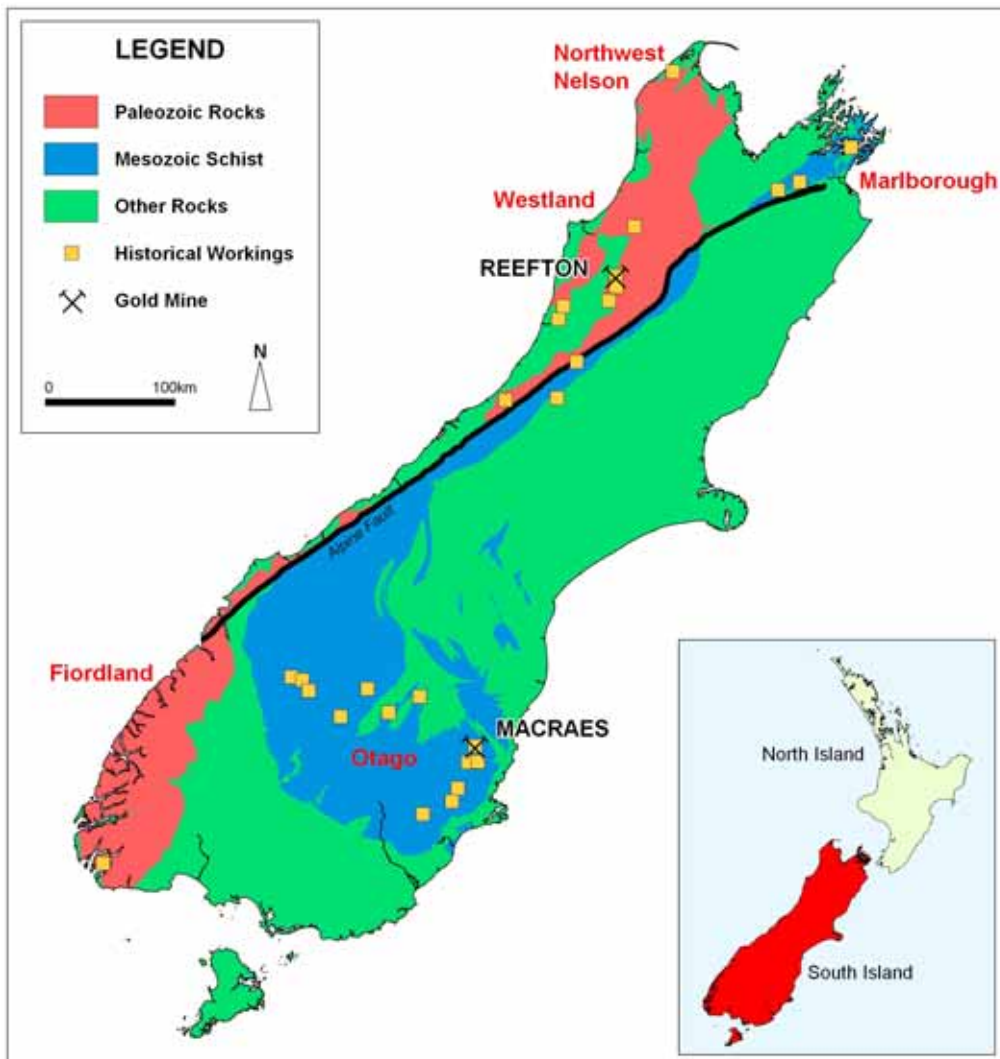 LEGEND
Paleozoic Rocks
Mesozoic Schist
Other Rocks
Historical Workings
Gold Mine
0
100km
N
Northwest
Nelson
Marlborough
Westland
REEFTON
Alpine Fault
Fiordland
MACRAES
Otago
North Island
South Island